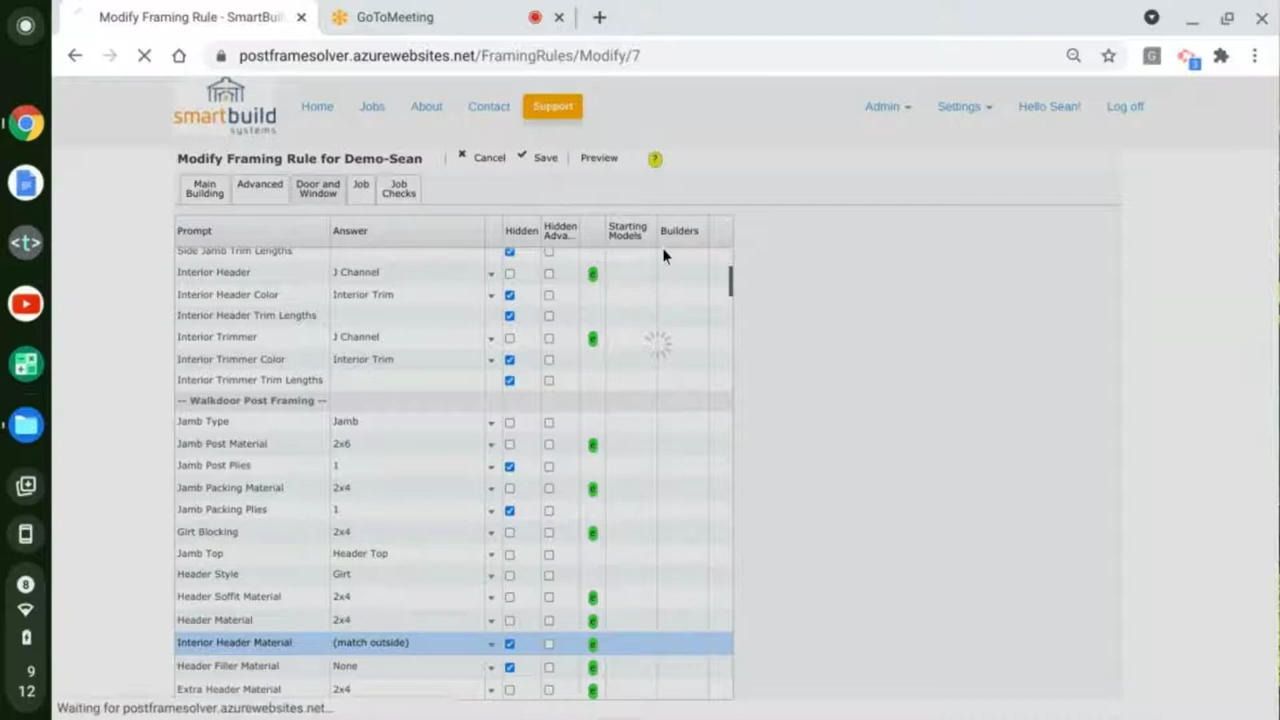 Modify Framing Rule - SmartBuil
GoToMeeting
postframesolver.azurewebsites.net/FramingRules/Modify/7
G
3
smartbuild
systems
Home Jobs About Contact Support Admin Settings Hello Sean! Log off
Modify Framing Rule for Demo-Sean Cancel Save Preview ?
Main Building Advanced Door and Window Job Job Checks
Prompt Answer Hidden Hidden Adva... Starting Models Builders
Side Jamb Trim Lengths
Interior Header J Channel e
Interior Header Color Interior Trim
Interior Header Trim Lengths
Interior Trimmer J Channel e
Interior Trimmer Color Interior Trim
Interior Trimmer Trim Lengths
-- Walkdoor Post Framing --
Jamb Type Jamb
Jamb Post Material 2x6 e
Jamb Post Plies 1
Jamb Packing Material 2x4 e
Jamb Packing Plies 1
Girt Blocking 2x4 e
Jamb Top Header Top
Header Style Girt
Header Soffit Material 2x4 e
Header Material 2x4 e
Interior Header Material (match outside) e
Header Filler Material None e
Extra Header Material 2x4 e
<t>
8
9
12
Waiting for postframesolver.azurewebsites.net...